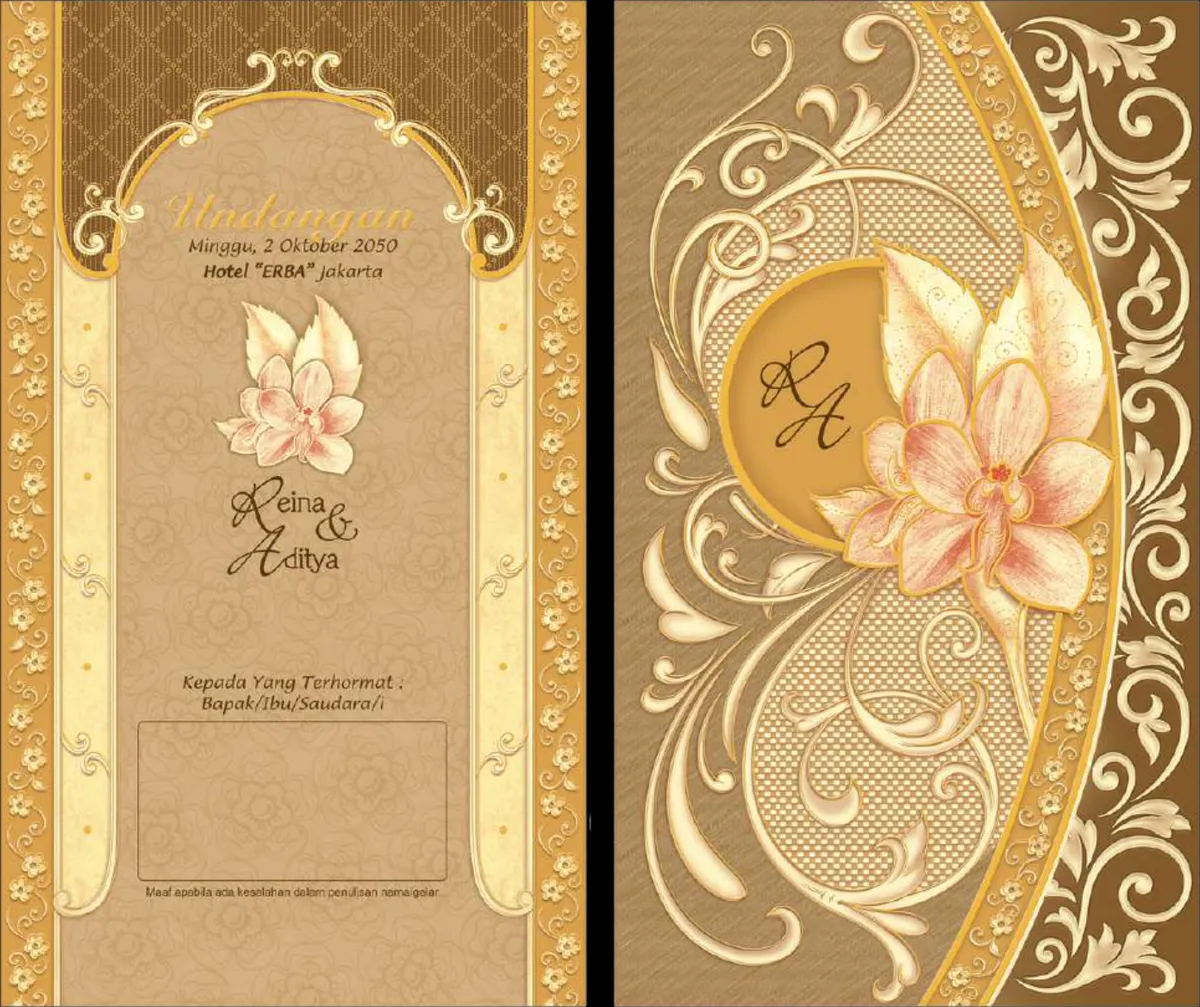 Undangan
Minggu, 2 Oktober 2050
Hotel "ERBA" Jakarta
Reina
&
Aditya
Kepada Yang Terhormat :
Bapak/Ibu/Saudara/i
Maaf apabila ada kesalahan dalam penulisan nama/gelar
R
A